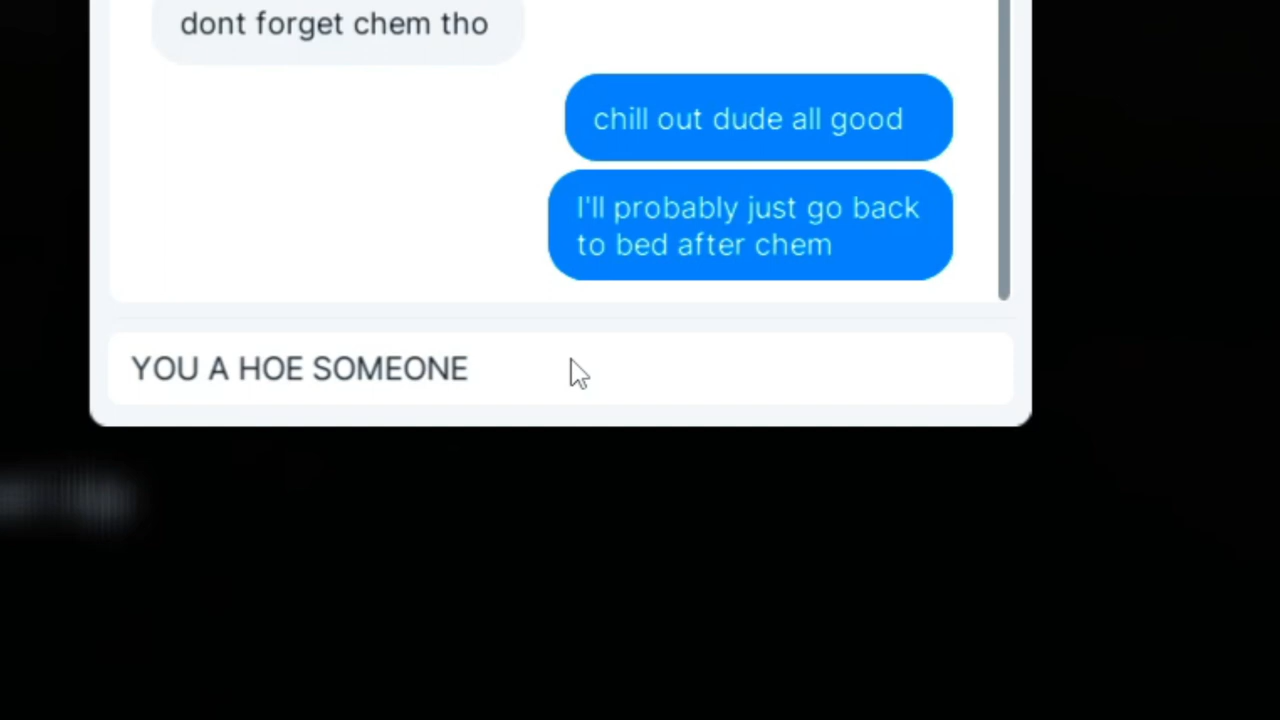 dont forget chem tho
chill out dude all good
I'll probably just go back
to bed after chem
YOU A HOE SOMEONE